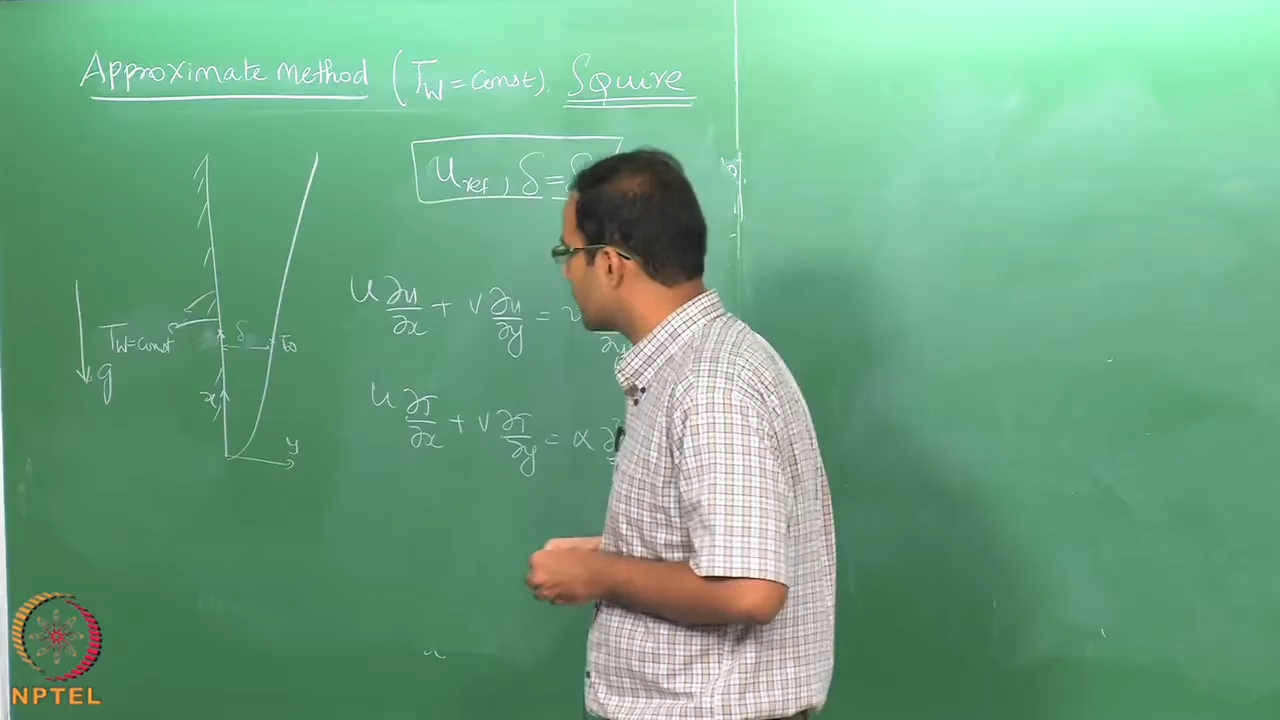 Approximate method (T_w = const). Squire
u_ref, δ =
u ∂u/∂x + v ∂u/∂y = ν
u ∂T/∂x + v ∂T/∂y = α
T_w = const
δ
T∞
g
x
y
NPTEL